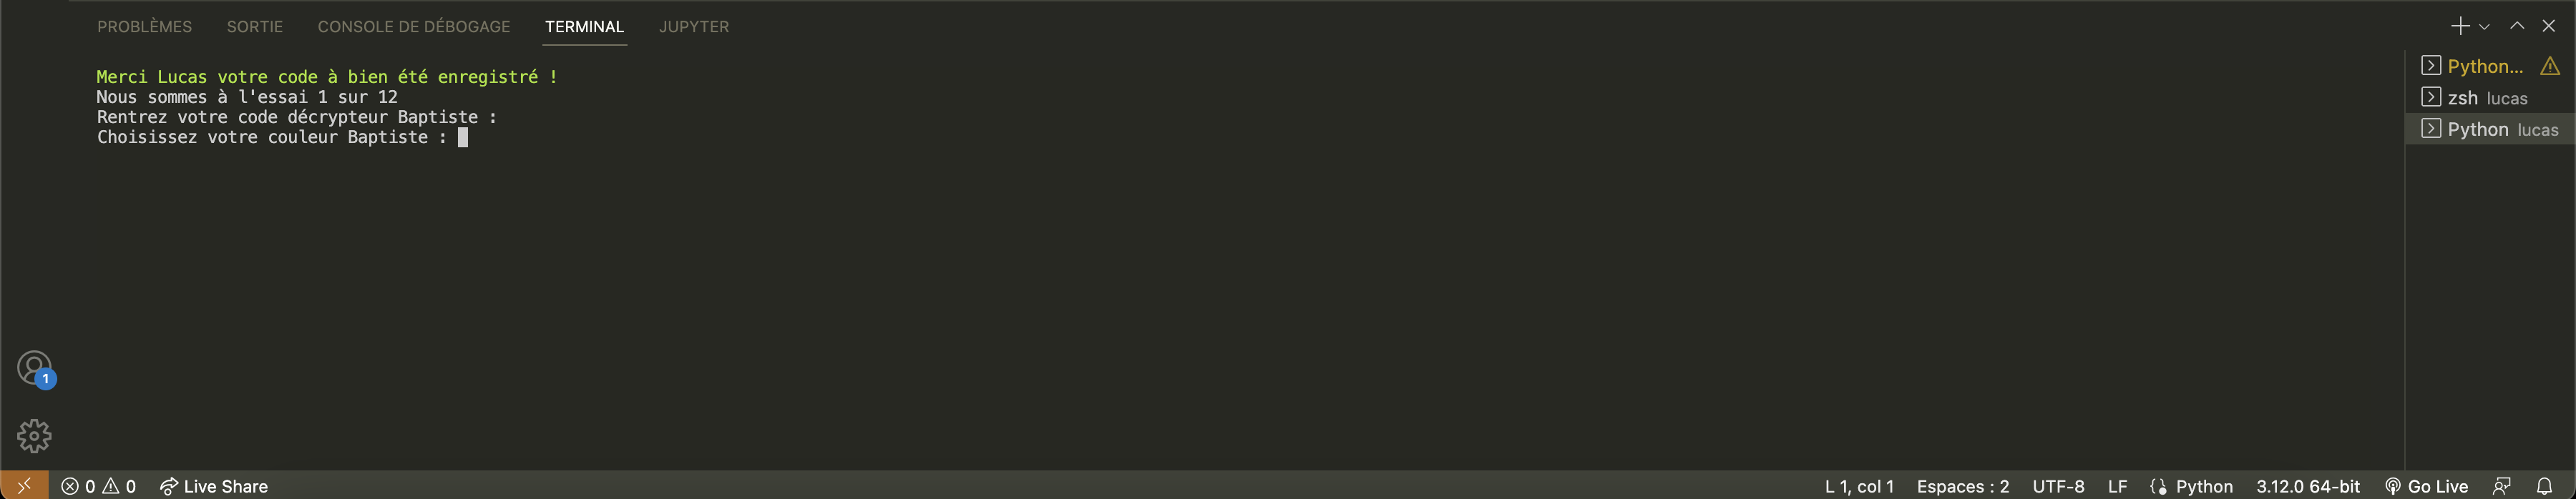 PROBLÈMES SORTIE CONSOLE DE DÉBOGAGE TERMINAL JUPYTER
Merci Lucas votre code à bien été enregistré !
Nous sommes à l'essai 1 sur 12
Rentrez votre code décrypteur Baptiste :
Choisissez votre couleur Baptiste :
Python...
zsh lucas
Python lucas
1
0 0 Live Share L 1, col 1 Espaces : 2 UTF-8 LF Python 3.12.0 64-bit Go Live